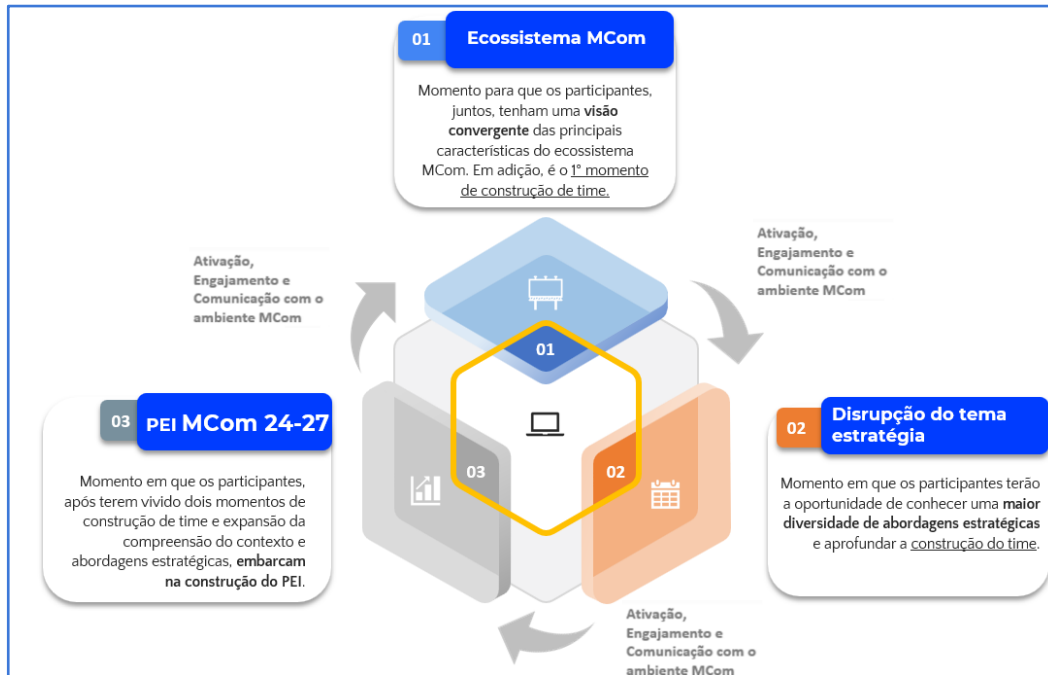 01
Ecossistema MCom
Momento para que os participantes,
juntos, tenham uma visão
convergente das principais
características do ecossistema
MCom. Em adição, é o 1º momento
de construção de time.
Ativação,
Engajamento e
Comunicação com o
ambiente MCom
Ativação,
Engajamento e
Comunicação com o
ambiente MCom
01
03
PEI MCom 24-27
Momento em que os participantes,
após terem vivido dois momentos de
construção de time e expansão da
compreensão do contexto e
abordagens estratégicas, embarcam
na construção do PEI.
03
02
02
Disrupção do tema
estratégia
Momento em que os participantes terão
a oportunidade de conhecer uma maior
diversidade de abordagens estratégicas
e aprofundar a construção do time.
Ativação,
Engajamento e
Comunicação com o
ambiente MCom